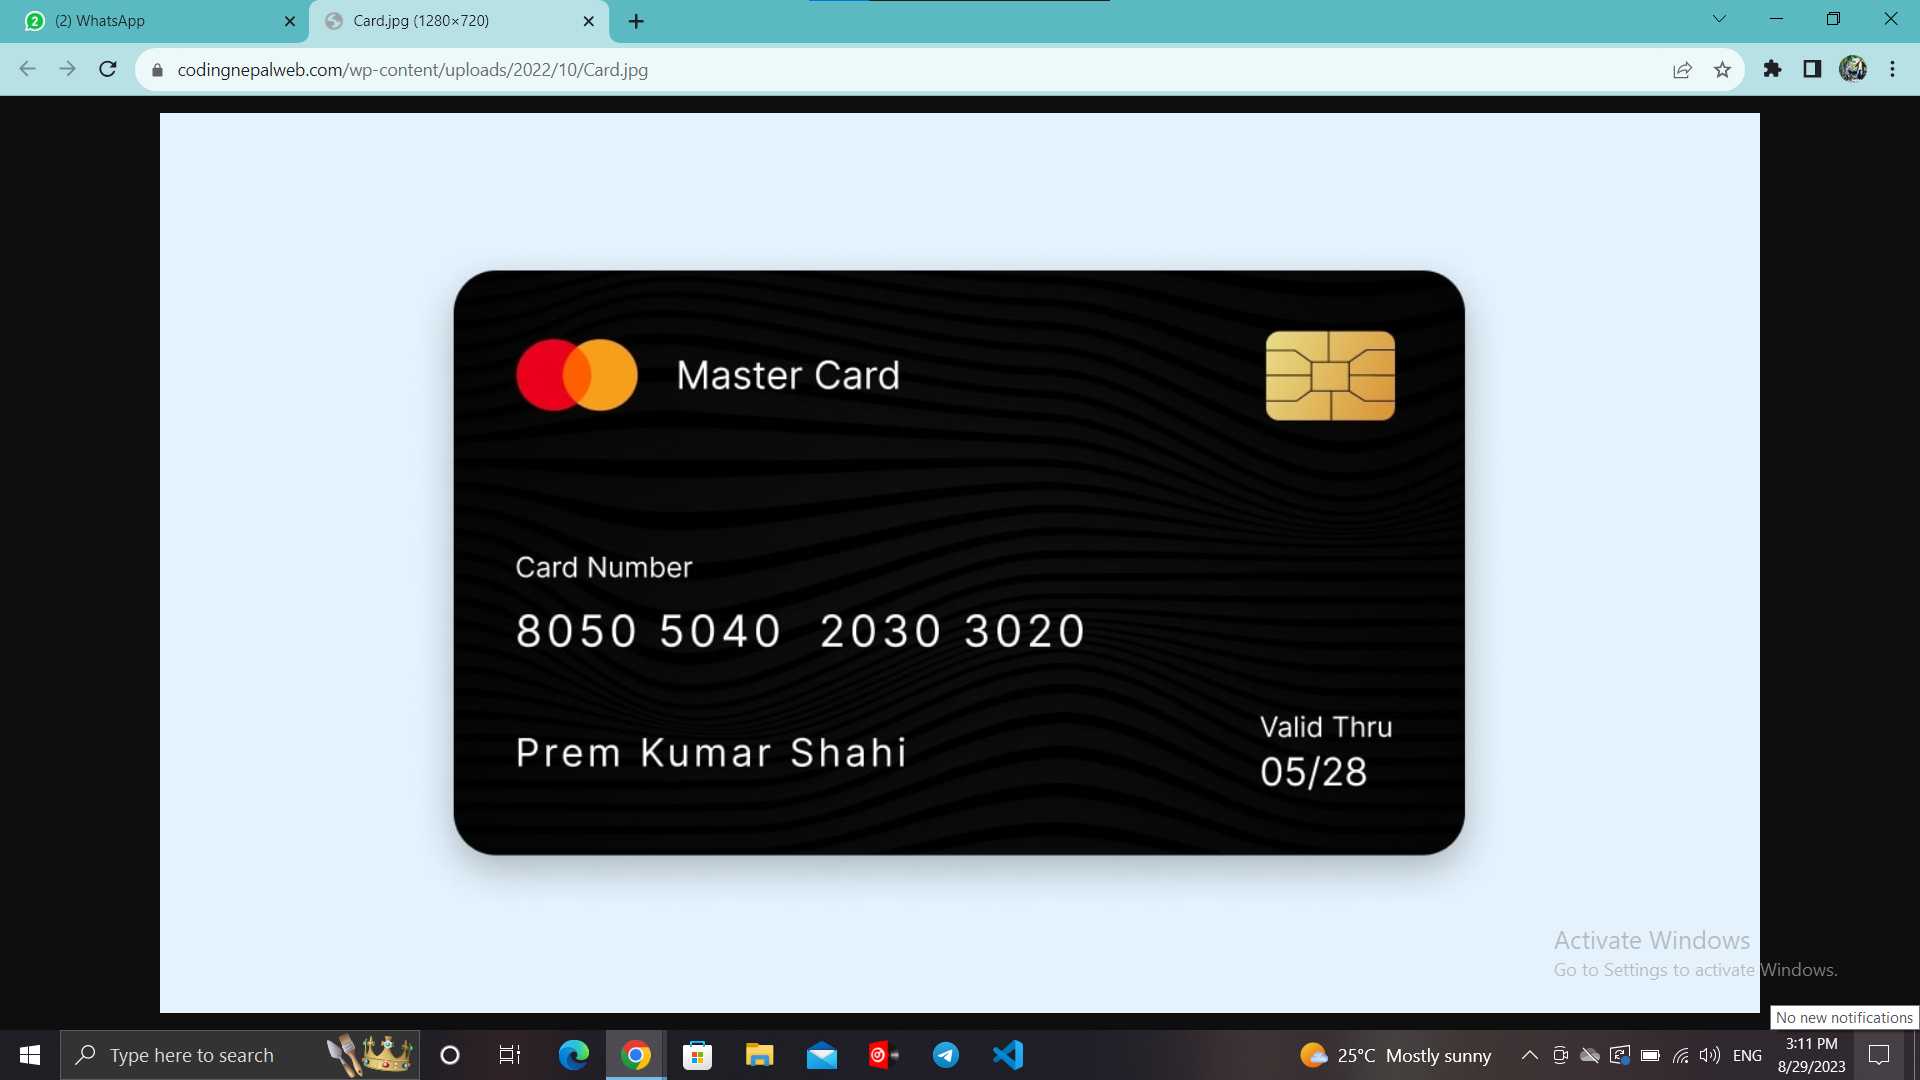 (2) WhatsApp
Card.jpg (1280×720)
codingnepalweb.com/wp-content/uploads/2022/10/Card.jpg
Master Card
Card Number
8050 5040 2030 3020
Prem Kumar Shahi
Valid Thru
05/28
Activate Windows
Go to Settings to activate Windows.
No new notifications
Type here to search
25°C Mostly sunny
ENG
3:11 PM
8/29/2023